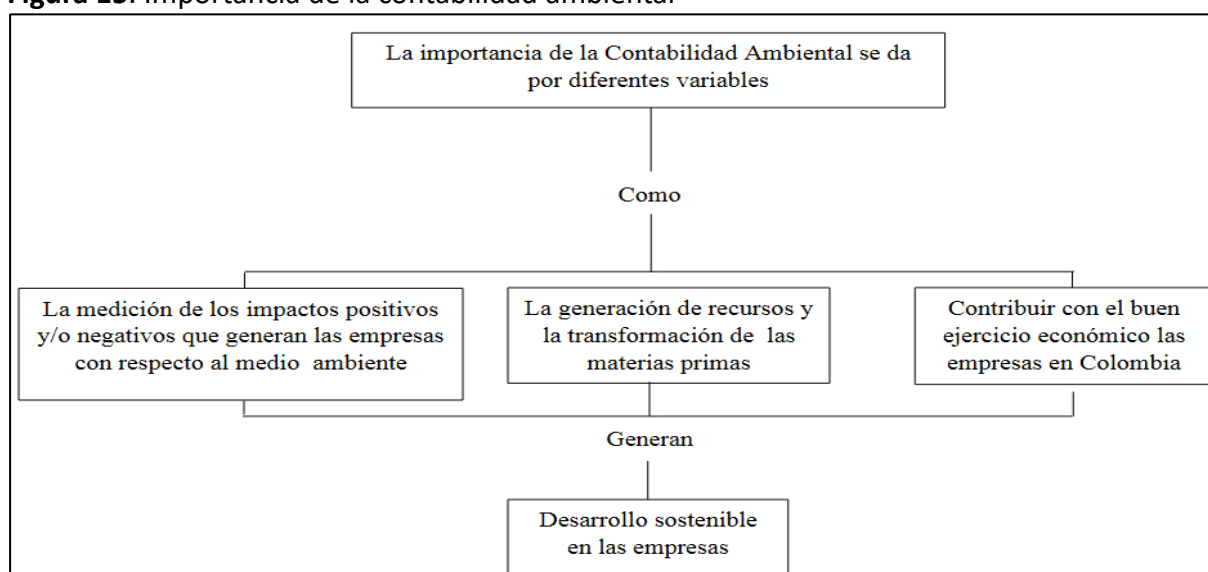 Figura Importancia de la contabilidad ambiental
La importancia de la Contabilidad Ambiental se da
por diferentes variables
Como
La medición de los impactos positivos
y/o negativos que generan las empresas
con respecto al medio ambiente
La generación de recursos y
la transformación de las
materias primas
Contribuir con el buen
ejercicio económico las
empresas en Colombia
Generan
Desarrollo sostenible
en las empresas